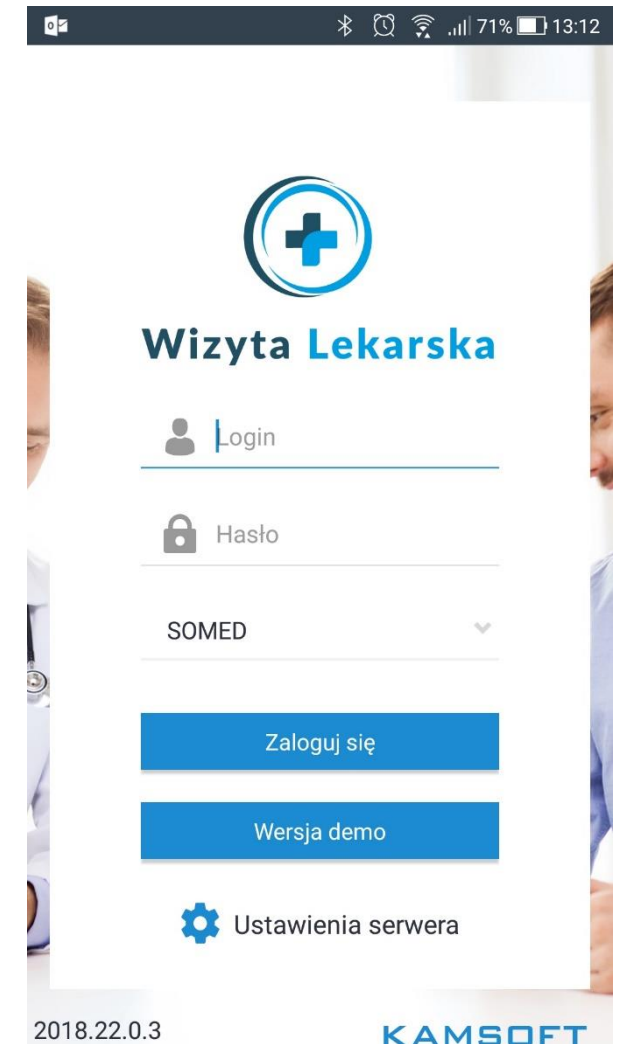 71% 13:12
Wizyta Lekarska
Login
Hasło
SOMED
Zaloguj się
Wersja demo
Ustawienia serwera
2018.22.0.3
KAMSOFT